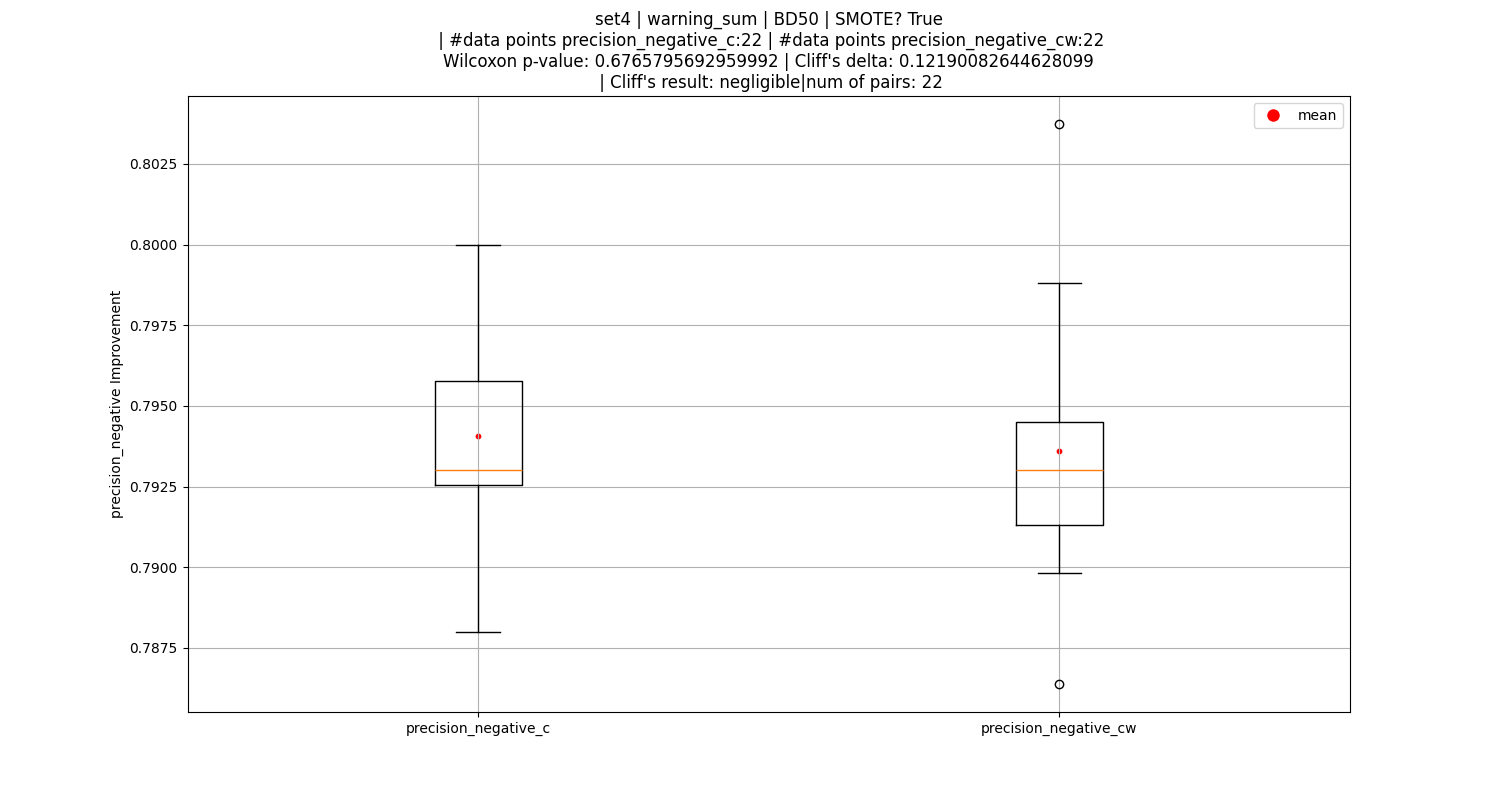 set4 | warning_sum | BD50 | SMOTE? True
| #data points precision_negative_c:22 | #data points precision_negative_cw:22
Wilcoxon p-value: 0.6765795692959992 | Cliff's delta: 0.12190082644628099
| Cliff's result: negligible|num of pairs: 22
mean
0.8025
0.8000
0.7975
0.7950
0.7925
0.7900
0.7875
precision_negative Improvement
precision_negative_c
precision_negative_cw